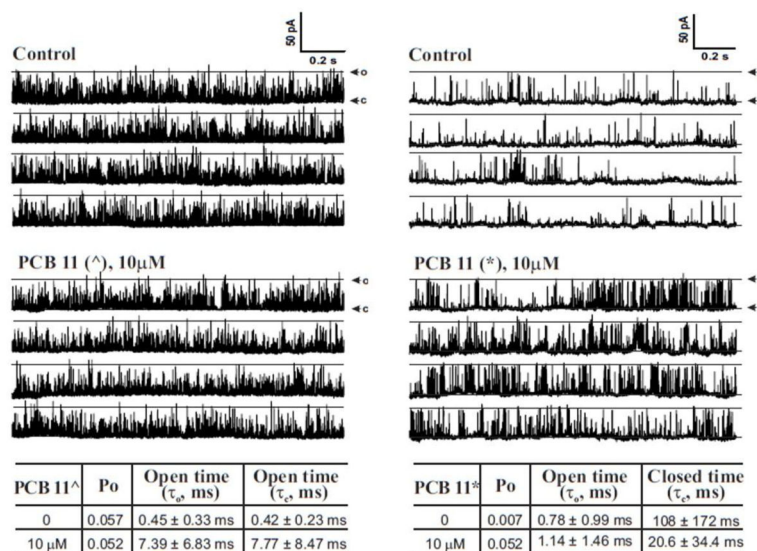 50 pA
0.2 s
Control
o
c
PCB 11 (^), 10μM
o
c
PCB 11^ Po Open time (τo, ms) Open time (τc, ms)
0 0.057 0.45 ± 0.33 ms 0.42 ± 0.23 ms
10 μM 0.052 7.39 ± 6.83 ms 7.77 ± 8.47 ms
50 pA
0.2 s
Control
PCB 11 (*), 10μM
PCB 11* Po Open time (τo, ms) Closed time (τc, ms)
0 0.007 0.78 ± 0.99 ms 108 ± 172 ms
10 μM 0.052 1.14 ± 1.46 ms 20.6 ± 34.4 ms